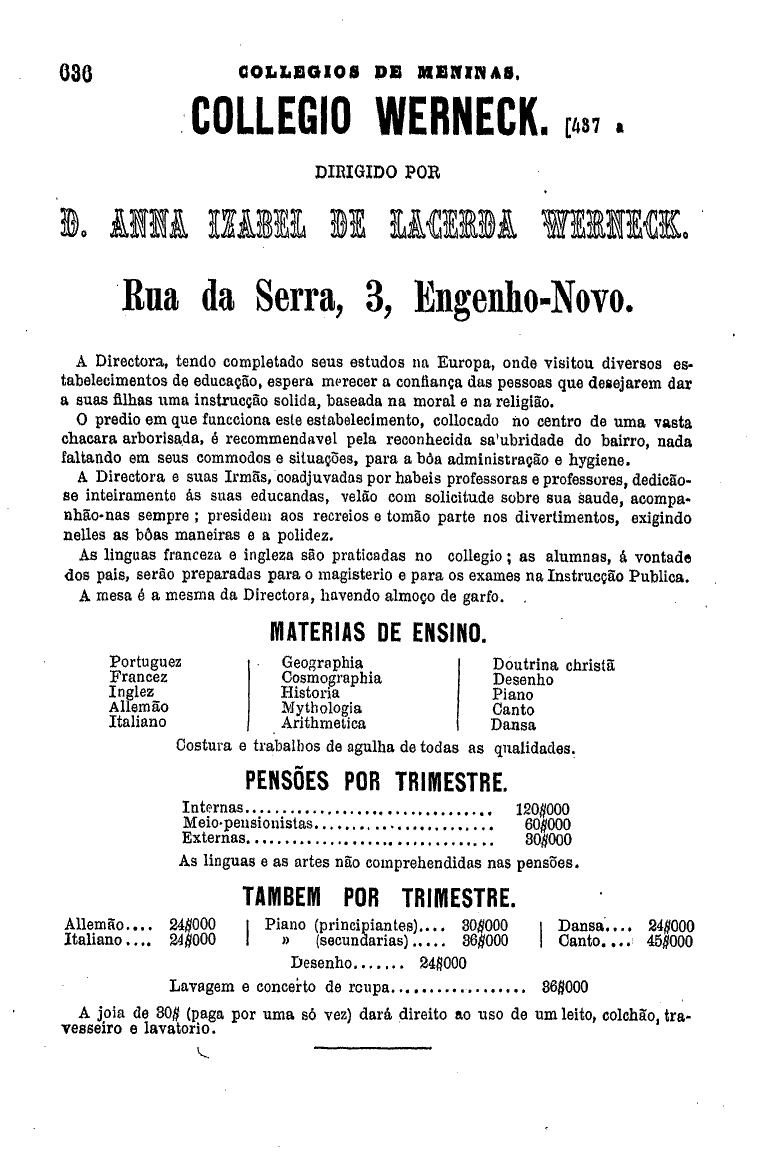 636 COLLEGIOS DE MENINAS.
COLLEGIO WERNECK. [437 a
DIRIGIDO POR
D. ANNA IZABEL DE LACERDA WERNECK.
Rua da Serra, 3, Engenho-Novo.
A Directora, tendo completado seus estudos na Europa, onde visitou diversos es-
tabelecimentos de educação, espera merecer a confiança das pessoas que desejarem dar
a suas filhas uma instrucção solida, baseada na moral e na religião.
O predio em que funcciona este estabelecimento, collocado no centro de uma vasta
chacara arborisada, é recommendavel pela reconhecida sa'ubridade do bairro, nada
faltando em seus commodos e situações, para a bôa administração e hygiene.
A Directora e suas Irmãs, coadjuvadas por habeis professoras e professores, dedicão-
se inteiramente ás suas educandas, velão com solicitude sobre sua saude, acompa-
nhão-nas sempre ; presidem aos recreios e tomão parte nos divertimentos, exigindo
nelles as bôas maneiras e a polidez.
As linguas franceza e ingleza são praticadas no collegio ; as alumnas, á vontade
dos pais, serão preparadas para o magisterio e para os exames na Instrucção Publica.
A mesa é a mesma da Directora, havendo almoço de garfo.
MATERIAS DE ENSINO.
Portuguez Geographia Doutrina christã
Francez Cosmographia Desenho
Inglez Historia Piano
Allemão Mythologia Canto
Italiano Arithmetica Dansa
Costura e trabalhos de agulha de todas as qualidades.
PENSÕES POR TRIMESTRE.
Internas.................................. 120$000
Meio-pensionistas........................ 60$000
Externas.................................. 30$000
As linguas e as artes não comprehendidas nas pensões.
TAMBEM POR TRIMESTRE.
Allemão.... 24$000 Piano (principiantes).... 30$000 Dansa.... 24$000
Italiano.... 24$000 » (secundarias)..... 36$000 Canto.... 45$000
Desenho....... 24$000
Lavagem e concerto de roupa.................. 36$000
A joia de 30$ (paga por uma só vez) dará direito ao uso de um leito, colchão, tra-
vesseiro e lavatorio.